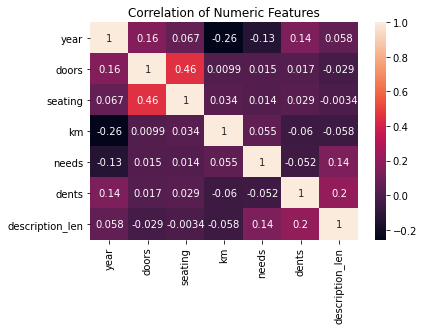 Correlation of Numeric Features
year 1 0.16 0.067 -0.26 -0.13 0.14 0.058 1.0
doors 0.16 1 0.46 0.0099 0.015 0.017 -0.029 0.8
seating 0.067 0.46 1 0.034 0.014 0.029 -0.0034 0.6
km -0.26 0.0099 0.034 1 0.055 -0.06 -0.058 0.4
needs -0.13 0.015 0.014 0.055 1 -0.052 0.14 0.2
dents 0.14 0.017 0.029 -0.06 -0.052 1 0.2 0.0
description_len 0.058 -0.029 -0.0034 -0.058 0.14 0.2 1 -0.2
year doors seating km needs dents description_len